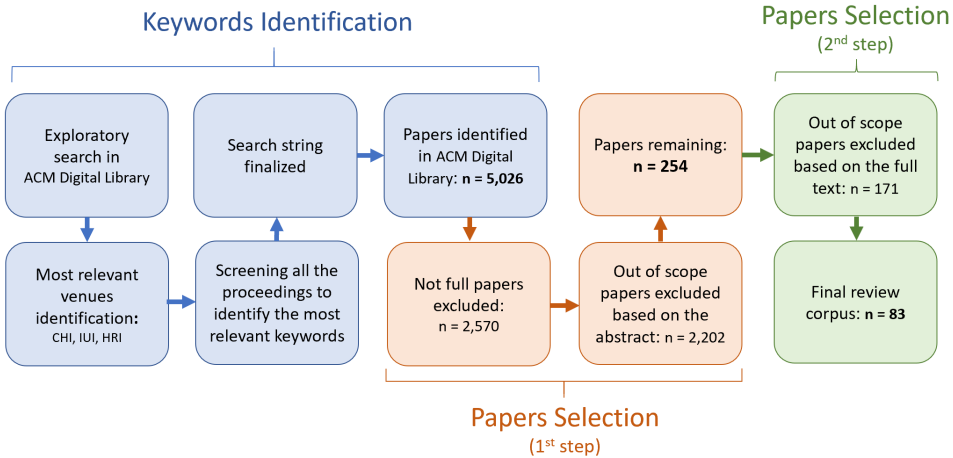 Keywords Identification
Exploratory
search in
ACM Digital Library
Most relevant
venues
identification:
CHI, IUI, HRI
Screening all the
proceedings to
identify the most
relevant keywords
Search string
finalized
Papers identified
in ACM Digital
Library: n = 5,026
Not full papers
excluded:
n = 2,570
Out of scope
papers excluded
based on the
abstract: n = 2,202
Papers remaining:
n = 254
Papers Selection
(1st step)
Papers Selection
(2nd step)
Out of scope
papers excluded
based on the full
text: n = 171
Final review
corpus: n = 83